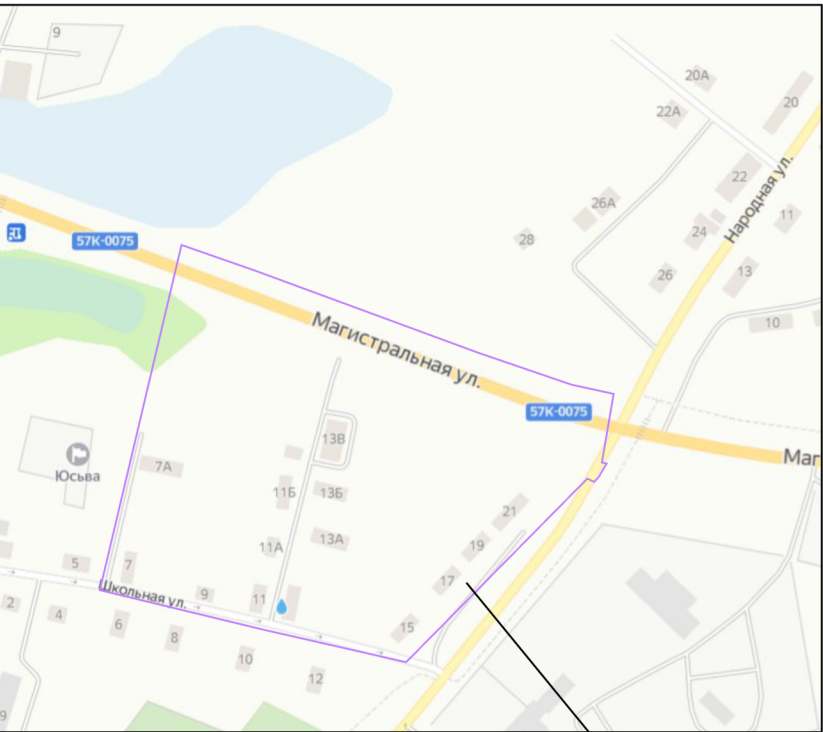 9
20А
22А
20
22
26А
11
Народная ул.
24
28
57К-0075
26
13
10
Магистральная ул.
57К-0075
Маг
13В
7А
Юсьва
11Б
13Б
21
13А
11А
19
5
7
17
Школьная ул.
9
11
2
4
6
8
15
10
12
9